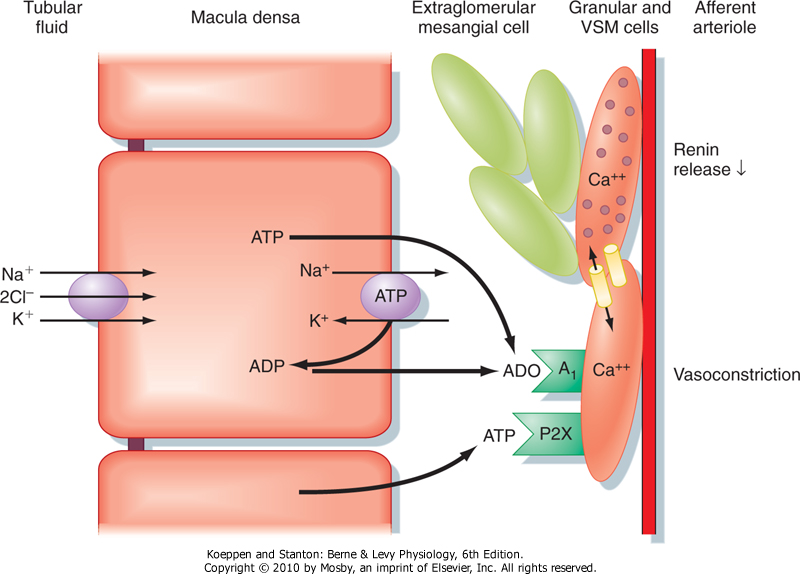 Tubular
fluid
Macula densa
Extraglomerular
mesangial cell
Granular and
VSM cells
Afferent
arteriole
Renin
release ↓
Ca++
ATP
Na+
2Cl−
K+
Na+
ATP
K+
ADP
ADO
A1
Ca++
Vasoconstriction
ATP
P2X
Koeppen and Stanton: Berne & Levy Physiology, 6th Edition.
Copyright © 2010 by Mosby, an imprint of Elsevier, Inc. All rights reserved.